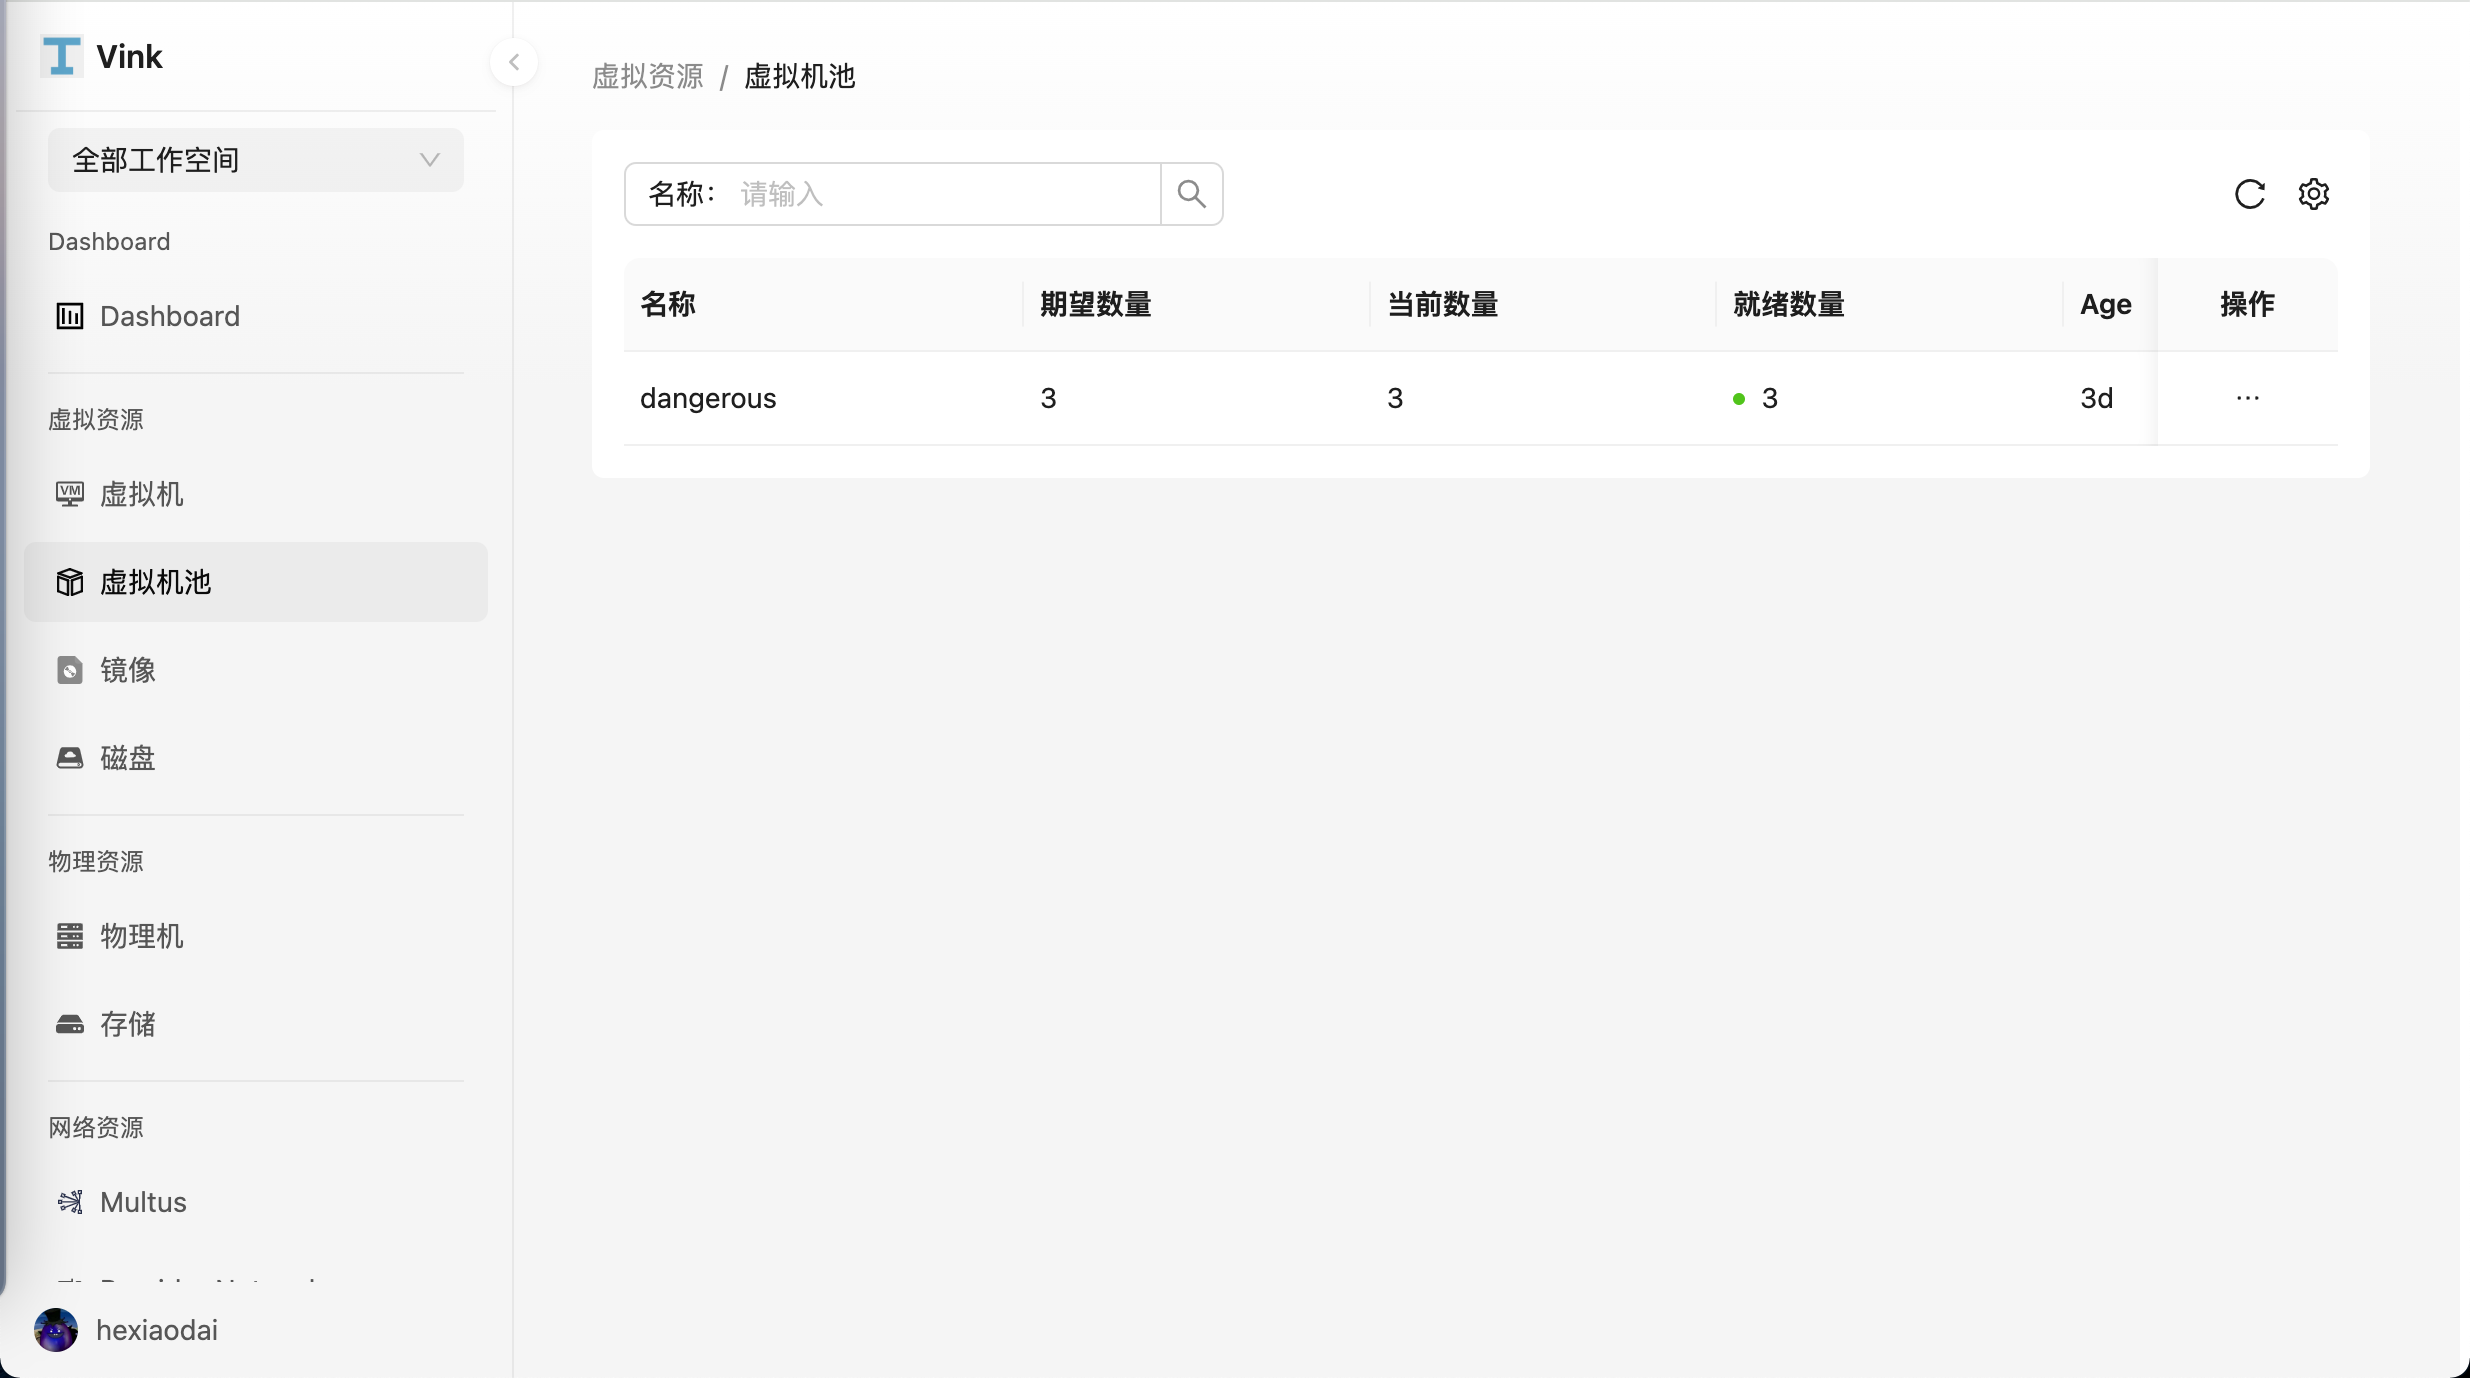 Vink
全部工作空间
Dashboard
Dashboard
虚拟资源
VM 虚拟机
虚拟机池
镜像
磁盘
物理资源
物理机
存储
网络资源
Multus
hexiaodai
虚拟资源 / 虚拟机池
名称： 请输入
名称 期望数量 当前数量 就绪数量 Age 操作
dangerous 3 3 3 3d ···